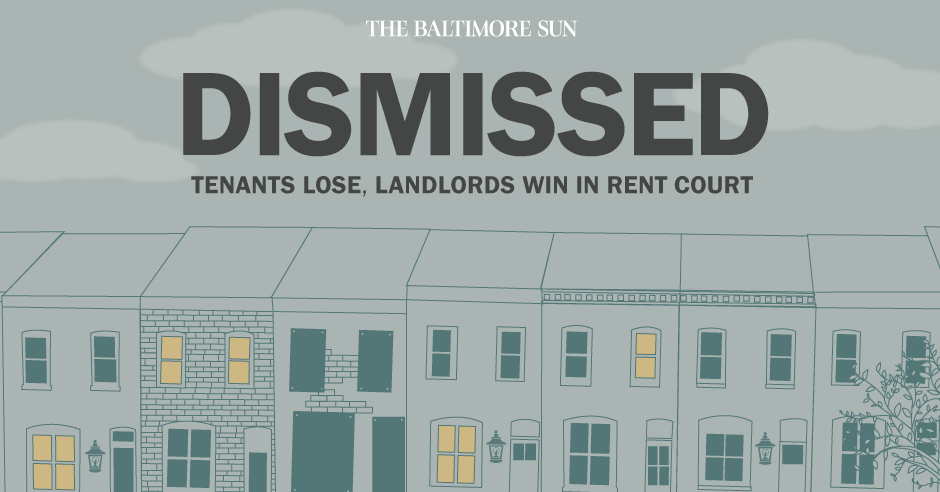 THE BALTIMORE SUN
DISMISSED
TENANTS LOSE, LANDLORDS WIN IN RENT COURT